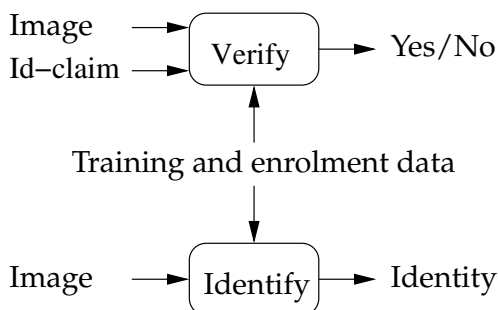 Image
Id−claim
Verify
Yes/No
Training and enrolment data
Image
Identify
Identity